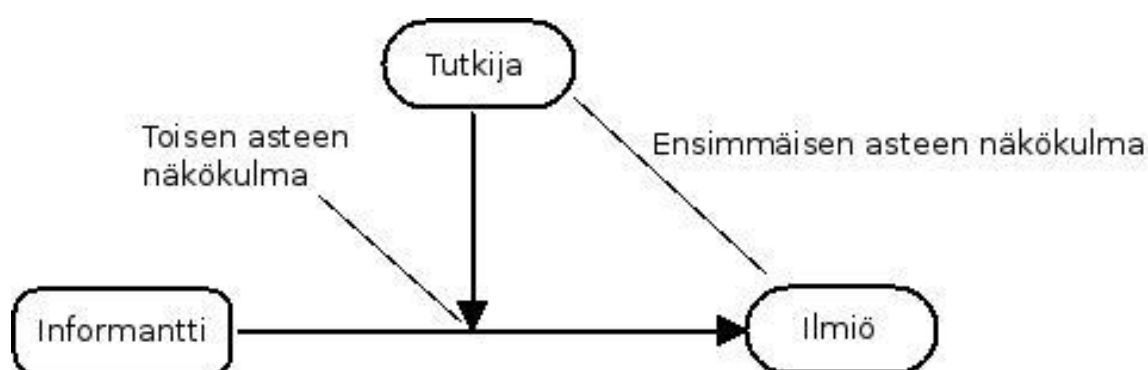 Tutkija
Toisen asteen
näkökulma
Ensimmäisen asteen näkökulma
Informantti
Ilmiö